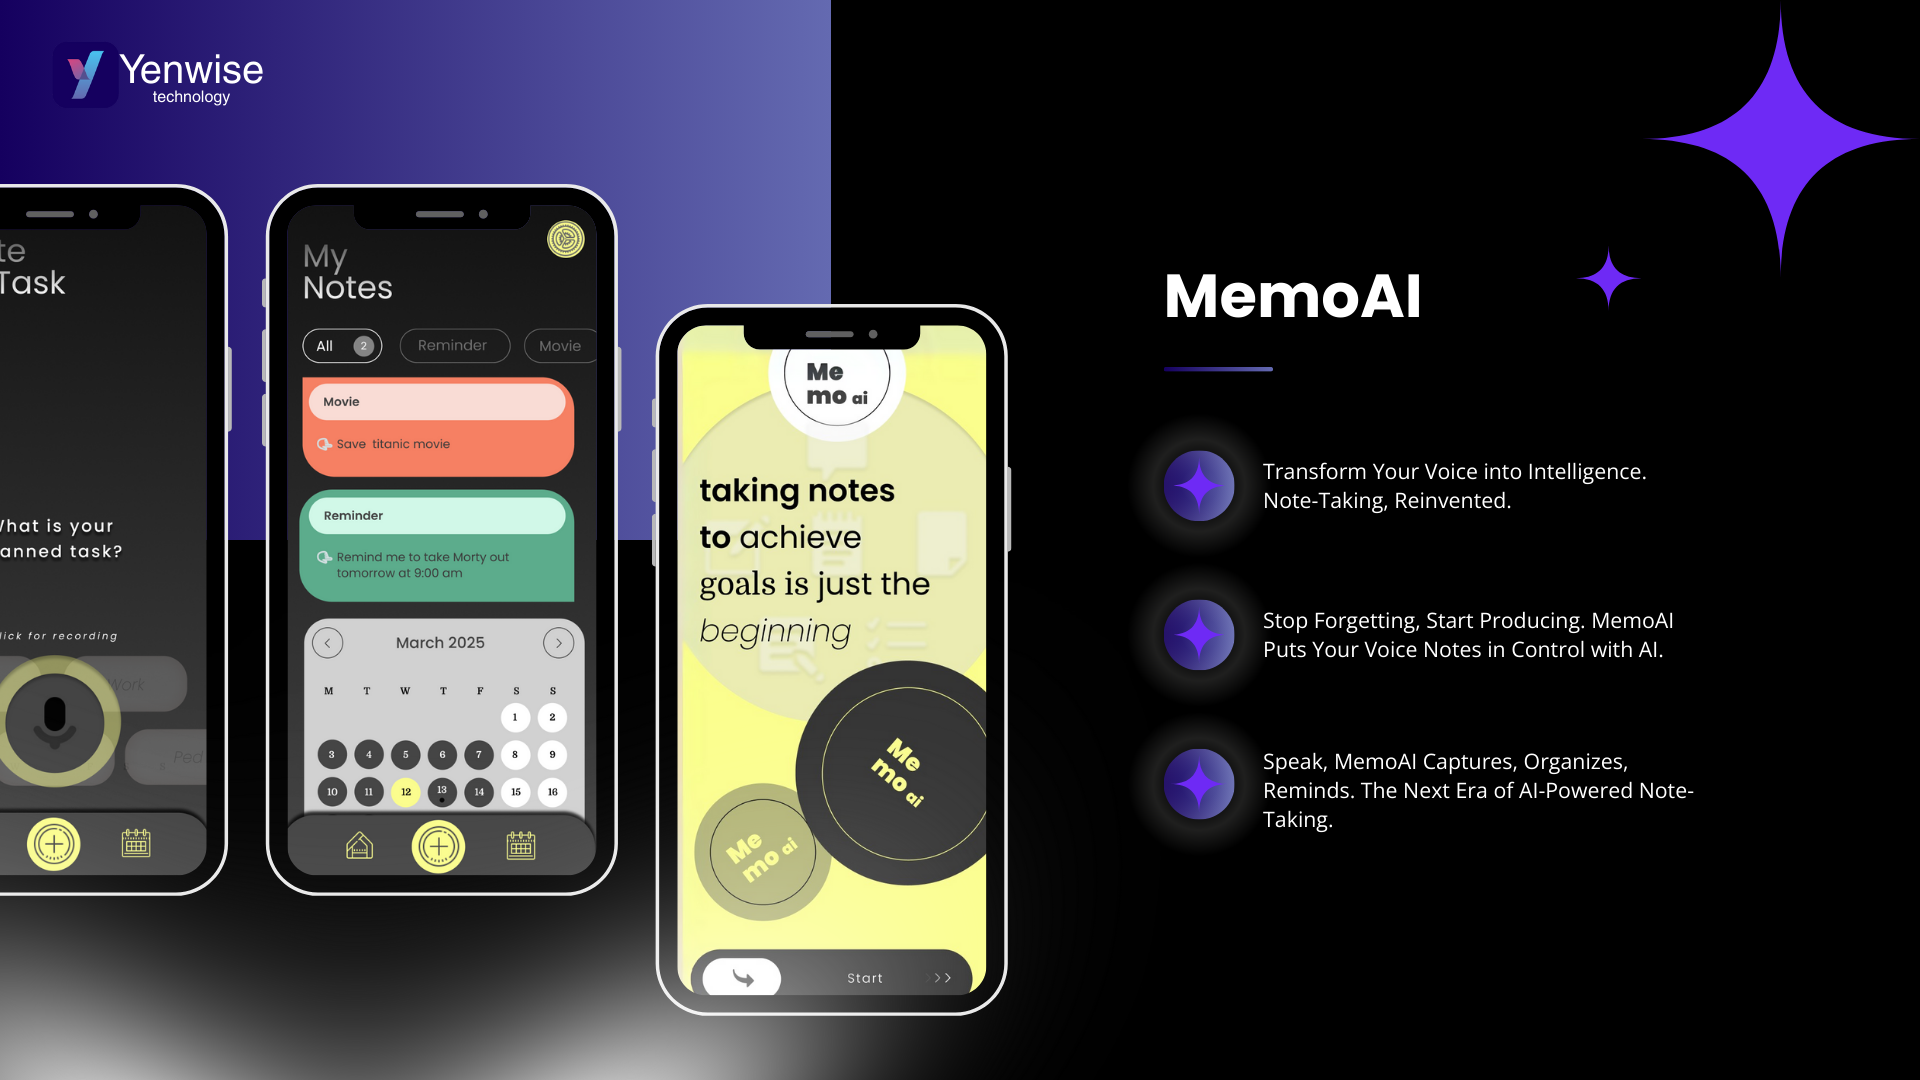 Yenwise
technology
te
Task
What is your
anned task?
lick for recording
Work
Ped
My
Notes
All 2
Reminder
Movie
Movie
Save titanic movie
Reminder
Remind me to take Morty out
tomorrow at 9:00 am
March 2025
M T W T F S S
1 2
3 4 5 6 7 8 9
10 11 12 13 14 15 16
Me
mo ai
taking notes
to achieve
goals is just the
beginning
Me
mo ai
Me
mo ai
Start
MemoAI
Transform Your Voice into Intelligence.
Note-Taking, Reinvented.
Stop Forgetting, Start Producing. MemoAI
Puts Your Voice Notes in Control with AI.
Speak, MemoAI Captures, Organizes,
Reminds. The Next Era of AI-Powered Note-
Taking.